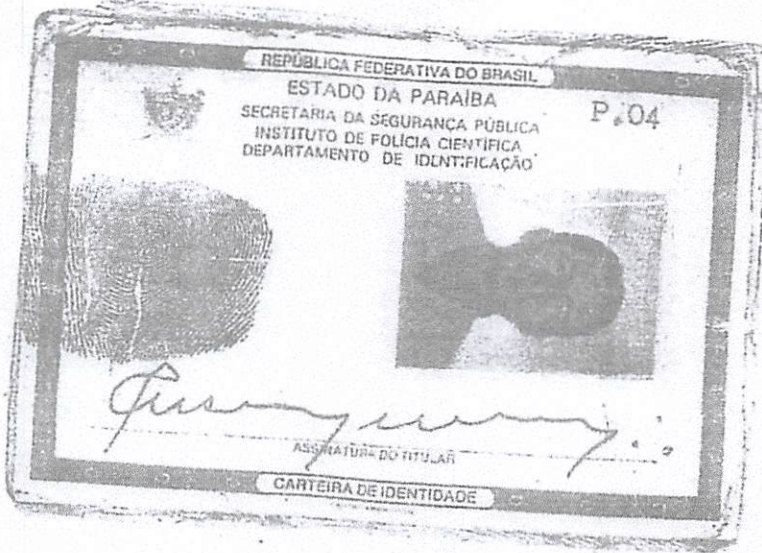 REPÚBLICA FEDERATIVA DO BRASIL
ESTADO DA PARAÍBA
P.04
SECRETARIA DA SEGURANÇA PÚBLICA
INSTITUTO DE POLÍCIA CIENTÍFICA
DEPARTAMENTO DE IDENTIFICAÇÃO
ASSINATURA DO TITULAR
CARTEIRA DE IDENTIDADE